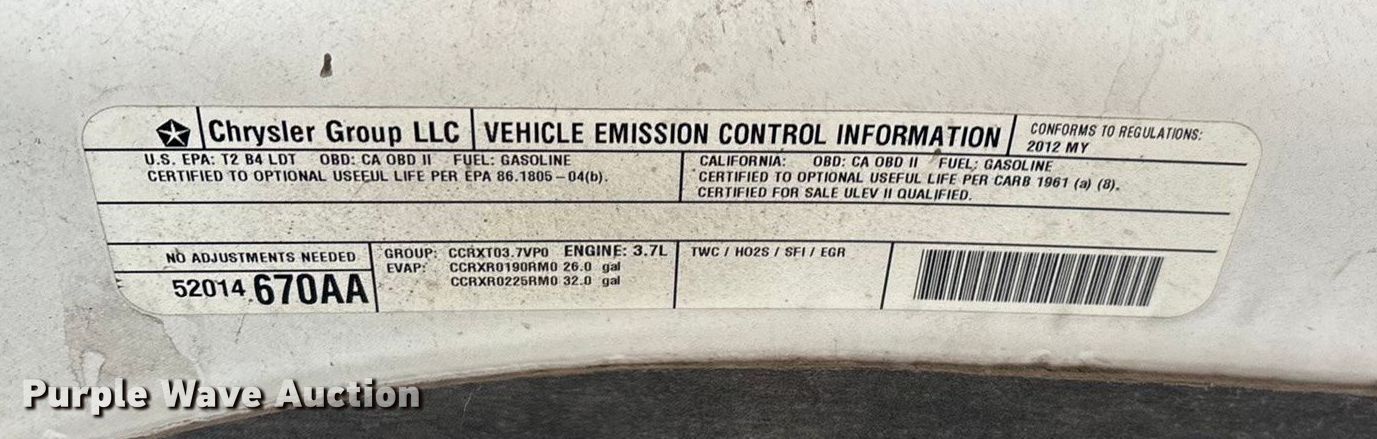 Chrysler Group LLC
VEHICLE EMISSION CONTROL INFORMATION
CONFORMS TO REGULATIONS:
2012 MY
U.S. EPA: T2 B4 LDT OBD: CA OBD II FUEL: GASOLINE
CERTIFIED TO OPTIONAL USEFUL LIFE PER EPA 86.1805-04(b).
CALIFORNIA: OBD: CA OBD II FUEL: GASOLINE
CERTIFIED TO OPTIONAL USEFUL LIFE PER CARB 1961 (a) (8).
CERTIFIED FOR SALE ULEV II QUALIFIED.
NO ADJUSTMENTS NEEDED
52014 670AA
GROUP: CCRXT03.7VP0 ENGINE: 3.7L
EVAP: CCRXR0190RM0 26.0 gal
CCRXR0225RM0 32.0 gal
TWC / HO2S / SFI / EGR
Purple Wave Auction